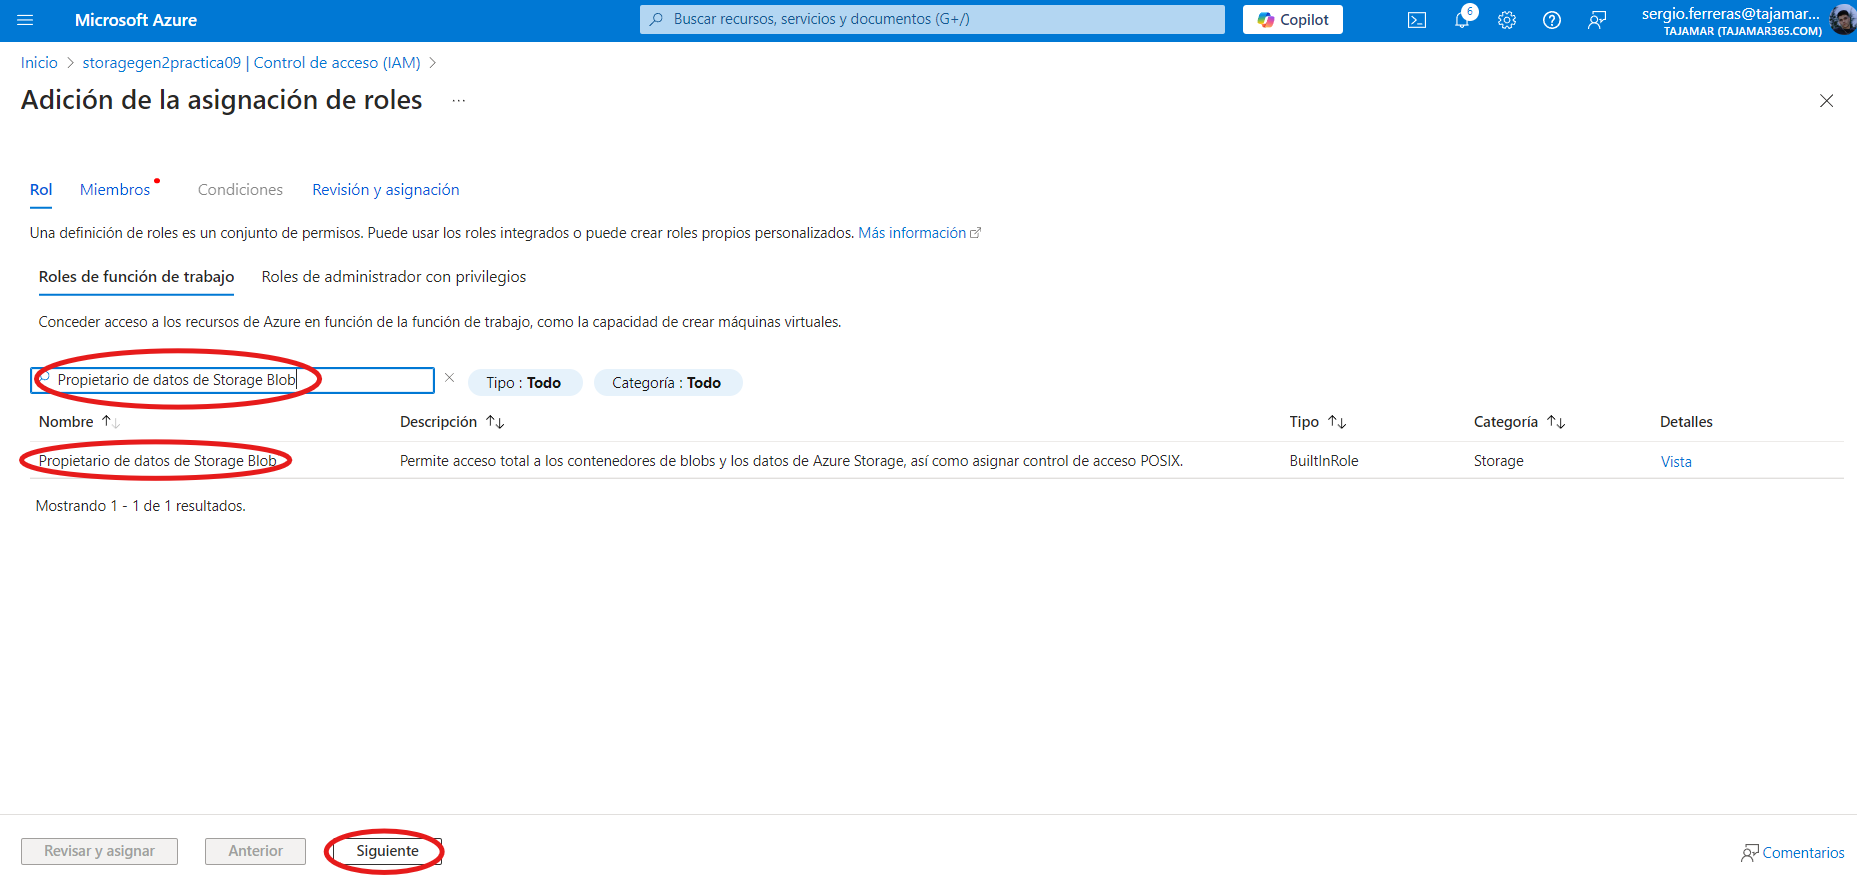 Microsoft Azure
Buscar recursos, servicios y documentos (G+/)
Copilot
6
sergio.ferreras@tajamar...
TAJAMAR (TAJAMAR365.COM)
Inicio > storagegen2practica09 | Control de acceso (IAM) >
Adición de la asignación de roles ...
Rol Miembros Condiciones Revisión y asignación
Una definición de roles es un conjunto de permisos. Puede usar los roles integrados o puede crear roles propios personalizados. Más información
Roles de función de trabajo Roles de administrador con privilegios
Conceder acceso a los recursos de Azure en función de la función de trabajo, como la capacidad de crear máquinas virtuales.
Propietario de datos de Storage Blob Tipo : Todo Categoría : Todo
Nombre ↑↓ Descripción ↑↓ Tipo ↑↓ Categoría ↑↓ Detalles
Propietario de datos de Storage Blob Permite acceso total a los contenedores de blobs y los datos de Azure Storage, así como asignar control de acceso POSIX. BuiltInRole Storage Vista
Mostrando 1 - 1 de 1 resultados.
Revisar y asignar Anterior Siguiente Comentarios